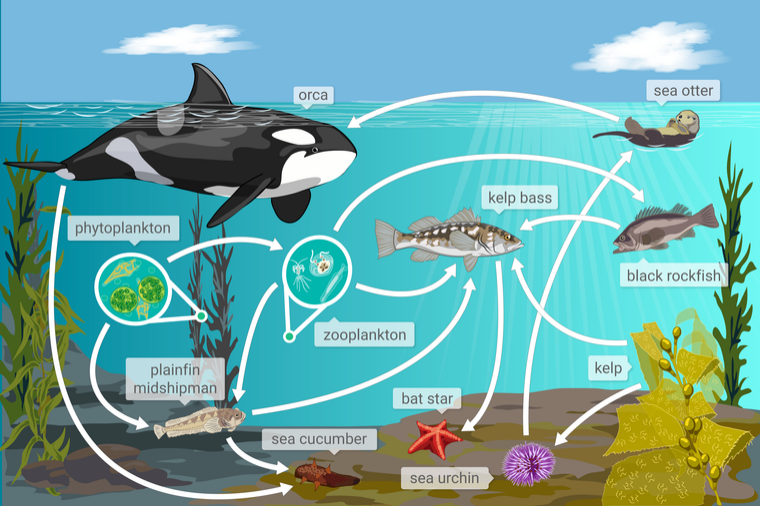 orca
sea otter
kelp bass
phytoplankton
black rockfish
zooplankton
plainfin
midshipman
kelp
bat star
sea cucumber
sea urchin